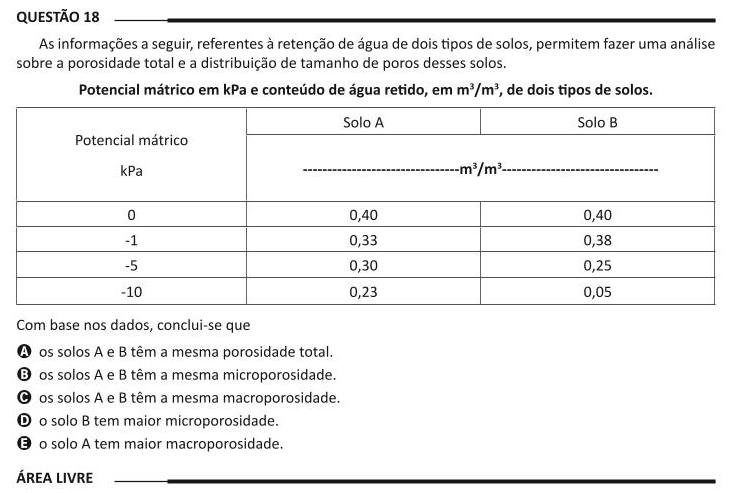 QUESTÃO 18
As informações a seguir, referentes à retenção de água de dois tipos de solos, permitem fazer uma análise
sobre a porosidade total e a distribuição de tamanho de poros desses solos.
Potencial mátrico em kPa e conteúdo de água retido, em m³/m³, de dois tipos de solos.
Potencial mátrico
kPa
Solo A
Solo B
--------------------------------m³/m³--------------------------------
0 0,40 0,40
-1 0,33 0,38
-5 0,30 0,25
-10 0,23 0,05
Com base nos dados, conclui-se que
A os solos A e B têm a mesma porosidade total.
B os solos A e B têm a mesma microporosidade.
C os solos A e B têm a mesma macroporosidade.
D o solo B tem maior microporosidade.
E o solo A tem maior macroporosidade.
ÁREA LIVRE